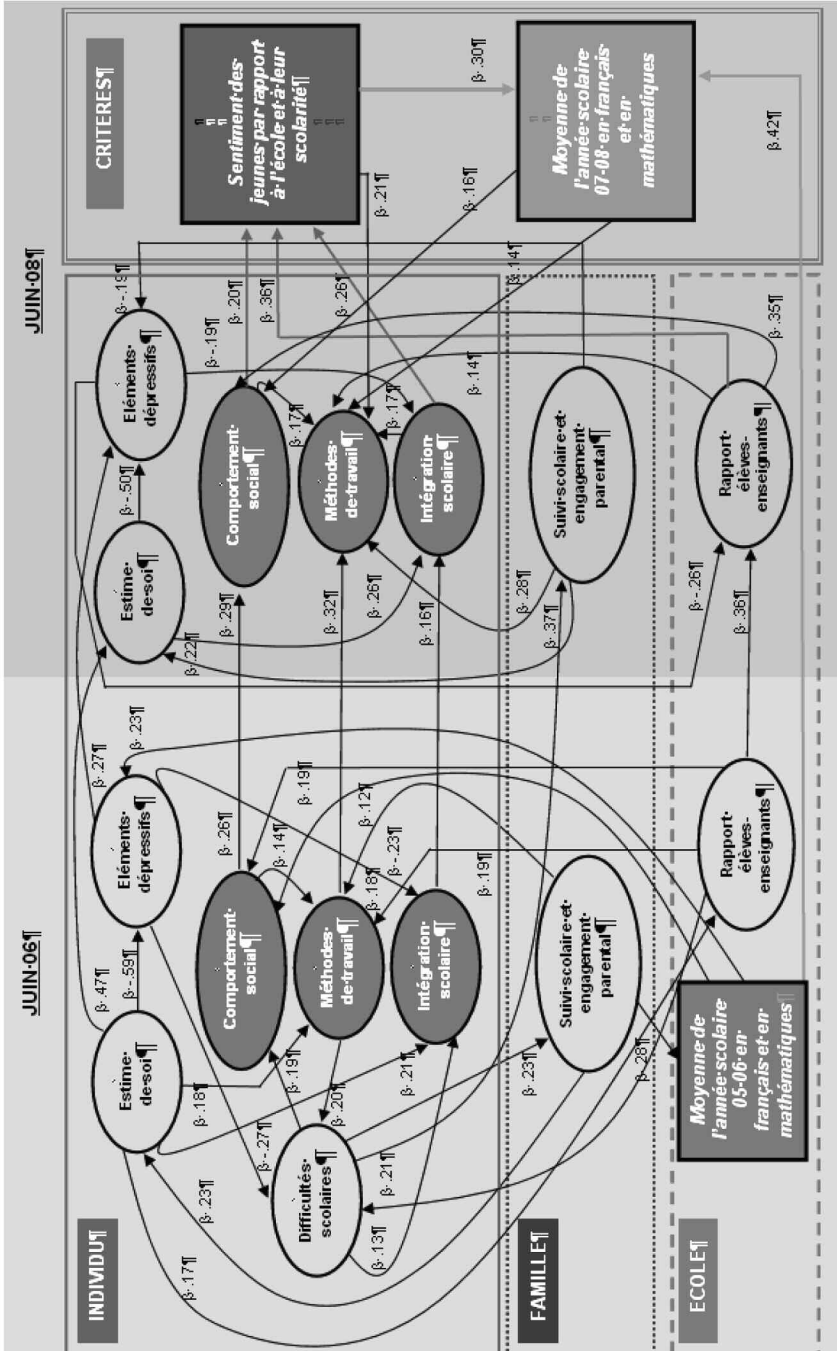 JUIN·06¶
JUIN·08¶
INDIVIDU¶
FAMILLE¶
ECOLE¶
CRITERES¶
Estime·
de·soi¶
Eléments·
dépressifs¶
Comportement·
social¶
Méthodes·
de·travail¶
Intégration·
scolaire¶
Difficultés·
scolaires¶
Suivi·scolaire·et·
engagement·
parental¶
Rapport·
élèves-
enseignants¶
Moyenne·de·
l'année·scolaire·
05-06·en·
français·et·en·
mathématiques¶
Estime·
de·soi¶
Eléments·
dépressifs¶
Comportement·
social¶
Méthodes·
de·travail¶
Intégration·
scolaire¶
Suivi·scolaire·et·
engagement·
parental¶
Rapport·
élèves-
enseignants¶
¶
¶
¶
Sentiment·des·
jeunes·par·rapport·
à·l'école·et·à·leur·
scolarité¶
¶
¶
¶
¶
¶
Moyenne·de·
l'année·scolaire·
07-08·en·français·
et·en·
mathématiques
β·.47¶
β·-.59¶
β·.27¶
β·.23¶
β·.17¶
β·.23¶
β·.18¶
β·-.27¶
β·.19¶
β·.20¶
β·.21¶
β·.21¶
β·.13¶
β·.26¶
β·.14¶
β·.19¶
β·.12¶
β·.18¶
β·-.23¶
β·.19¶
β·.23¶
β·.28¶
β·-.50¶
β·-.19¶
β·.22¶
β·.29¶
β·.32¶
β·.26¶
β·.16¶
β·.28¶
β·.37¶
β·-.26¶
β·.36¶
β·-.19¶
β·.20¶
β·.36¶
β·.26¶
β·.17¶
β·.17¶
β·.14¶
β·.35¶
β·.21¶
β·.16¶
β·.14¶
β·.30¶
β·.42¶